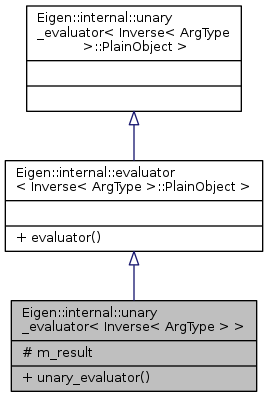 Eigen::internal::unary
_evaluator< Inverse< ArgType
>::PlainObject >
Eigen::internal::evaluator
< Inverse< ArgType >::PlainObject >
+ evaluator()
Eigen::internal::unary
_evaluator< Inverse< ArgType > >
# m_result
+ unary_evaluator()